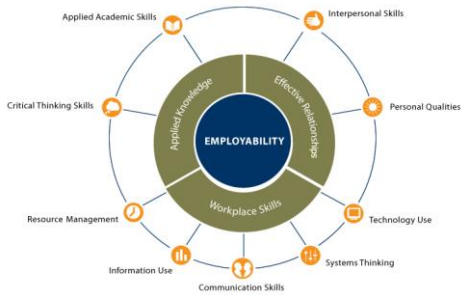 Applied Academic Skills
Interpersonal Skills
Critical Thinking Skills
Personal Qualities
Applied Knowledge
Effective Relationships
EMPLOYABILITY
Workplace Skills
Resource Management
Technology Use
Information Use
Systems Thinking
Communication Skills